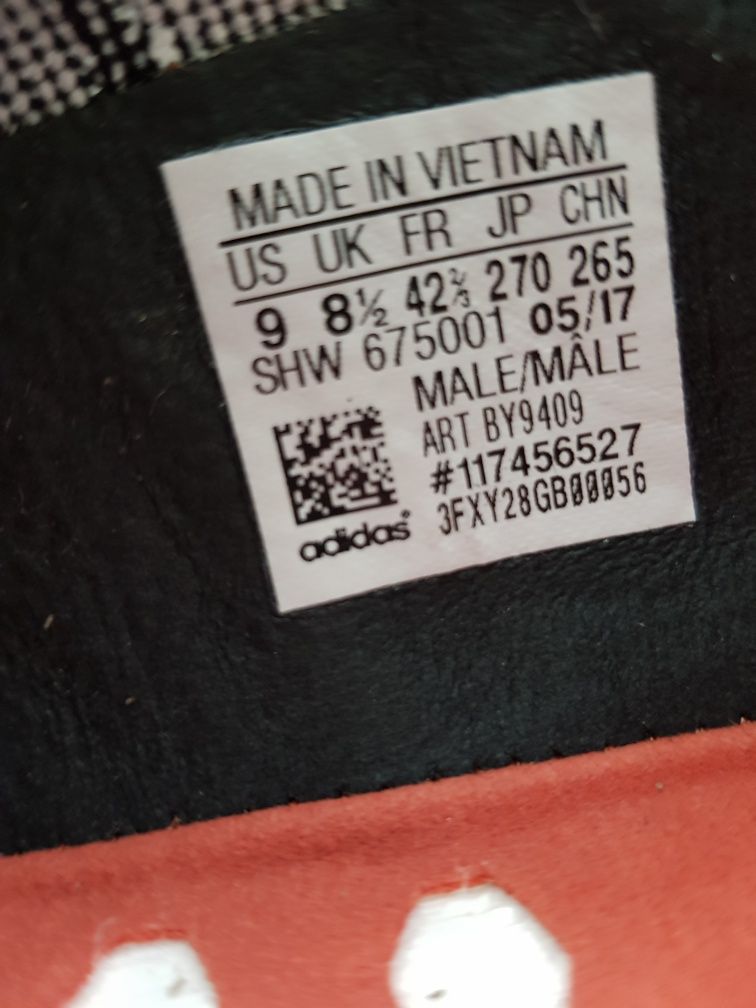 MADE IN VIETNAM
US UK FR JP CHN
9 8½ 42⅔ 270 265
SHW 675001 05/17
MALE/MÂLE
ART BY9409
#117456527
3FXY28GB00056
adidas®